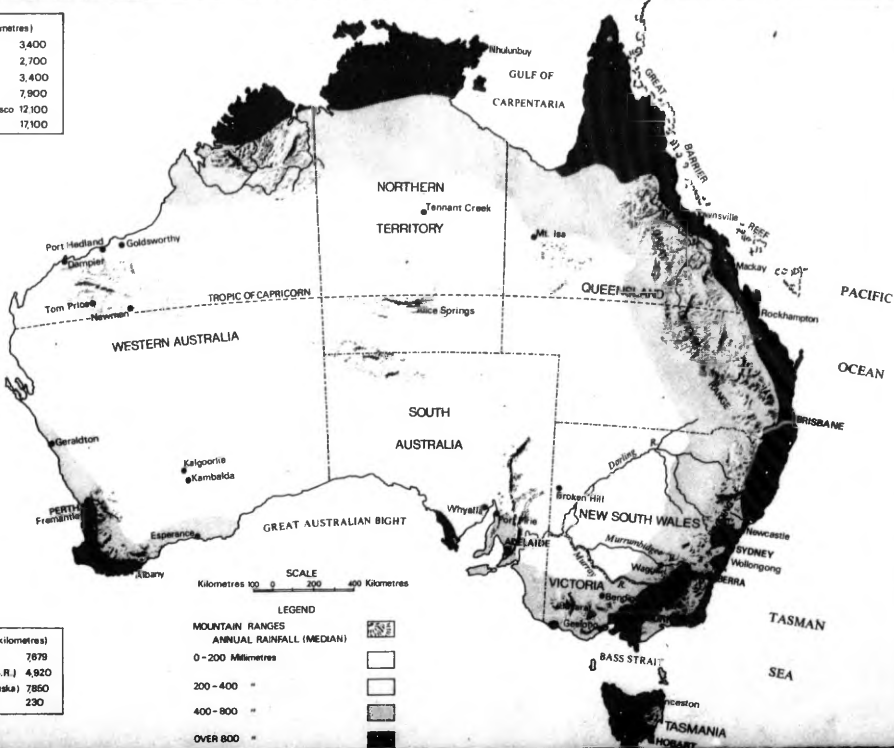 metres)
3,400
2,700
3,400
7,900
sco 12,100
17,100
Nhulunbuy
GULF OF
CARPENTARIA
GREAT
BARRIER
REEF
NORTHERN
TERRITORY
Tennant Creek
Mt. Isa
Townsville
Mackay
Port Hedland
Goldsworthy
Dampier
Tom Price
Newman
TROPIC OF CAPRICORN
Alice Springs
QUEENSLAND
Rockhampton
PACIFIC
OCEAN
WESTERN AUSTRALIA
RANGE
SOUTH
AUSTRALIA
BRISBANE
Geraldton
Kalgoorlie
Kambalda
Darling R.
Broken Hill
NEW SOUTH WALES
PERTH
Fremantle
Esperance
Albany
GREAT AUSTRALIAN BIGHT
Whyalla
Port Pirie
ADELAIDE
Murrumbidgee
Murray R.
Newcastle
SYDNEY
Wollongong
BERRA
VICTORIA
Geelong
TASMAN
SEA
BASS STRAIT
nceston
TASMANIA
HOBART
SCALE
Kilometres 100 0 200 400 Kilometres
LEGEND
MOUNTAIN RANGES
ANNUAL RAINFALL (MEDIAN)
0-200 Millimetres
200-400 "
400-800 "
OVER 800 "
kilometres)
7,679
.R.) 4,920
ska) 7,850
230